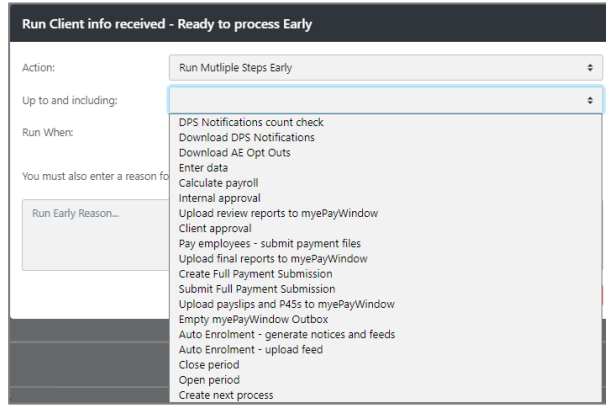 Run Client info received - Ready to process Early
Action:
Run Mutliple Steps Early
Up to and including:
Run When:
DPS Notifications count check
Download DPS Notifications
Download AE Opt Outs
Enter data
Calculate payroll
Internal approval
Upload review reports to myePayWindow
Client approval
Pay employees - submit payment files
Upload final reports to myePayWindow
Create Full Payment Submission
Submit Full Payment Submission
Upload payslips and P45s to myePayWindow
Empty myePayWindow Outbox
Auto Enrolment - generate notices and feeds
Auto Enrolment - upload feed
Close period
Open period
Create next process
You must also enter a reason fo
Run Early Reason...